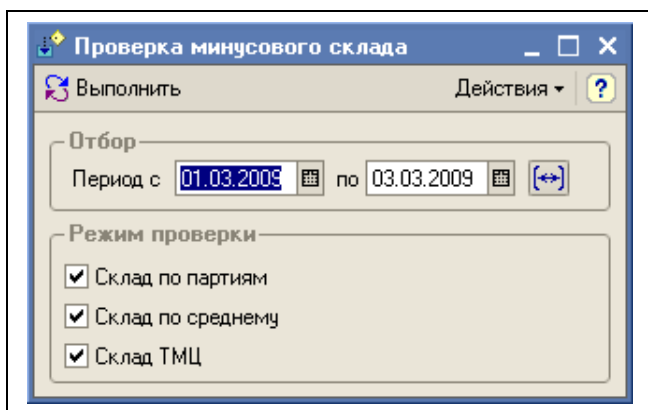 Проверка минусового склада
Выполнить Действия ?
Отбор
Период с 01.03.2009 по 03.03.2009
Режим проверки
Склад по партиям
Склад по среднему
Склад ТМЦ